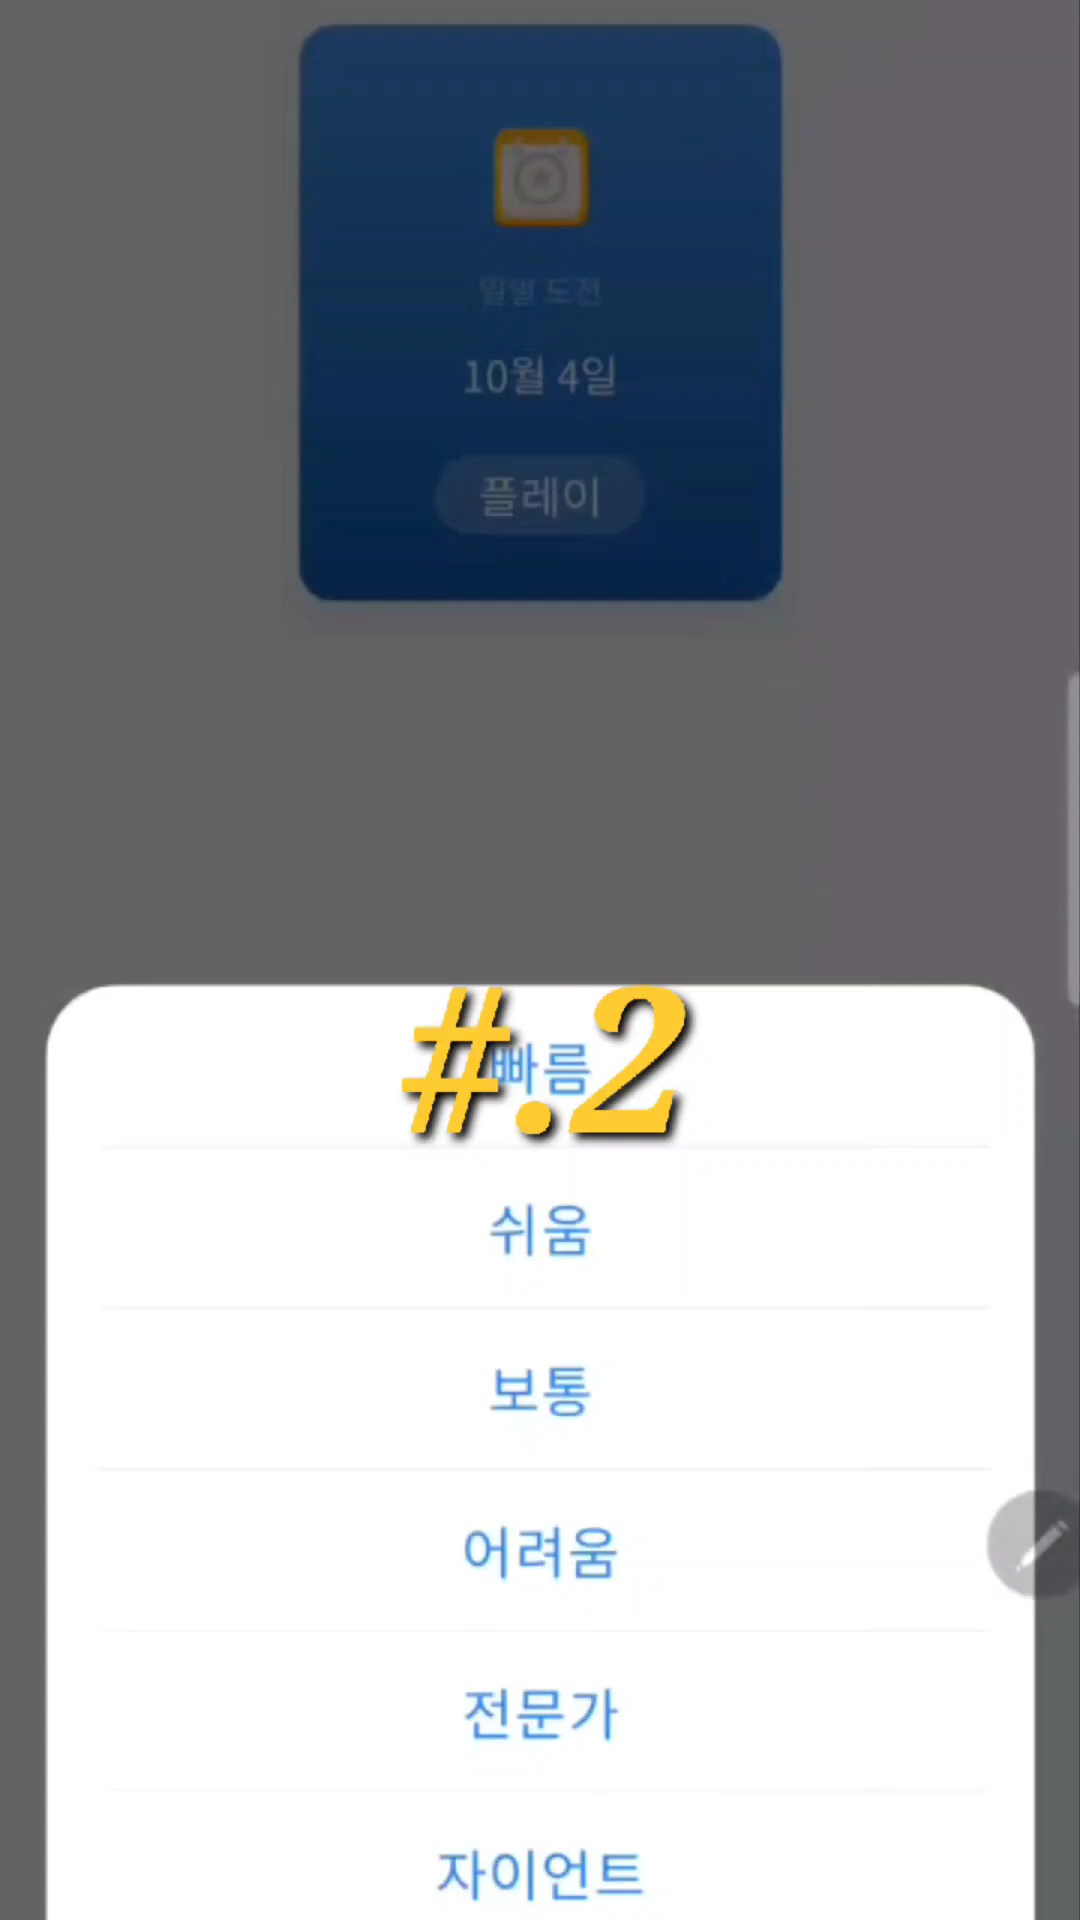 일일 도전
10월 4일
플레이
#.2
빠름
쉬움
보통
어려움
전문가
자이언트